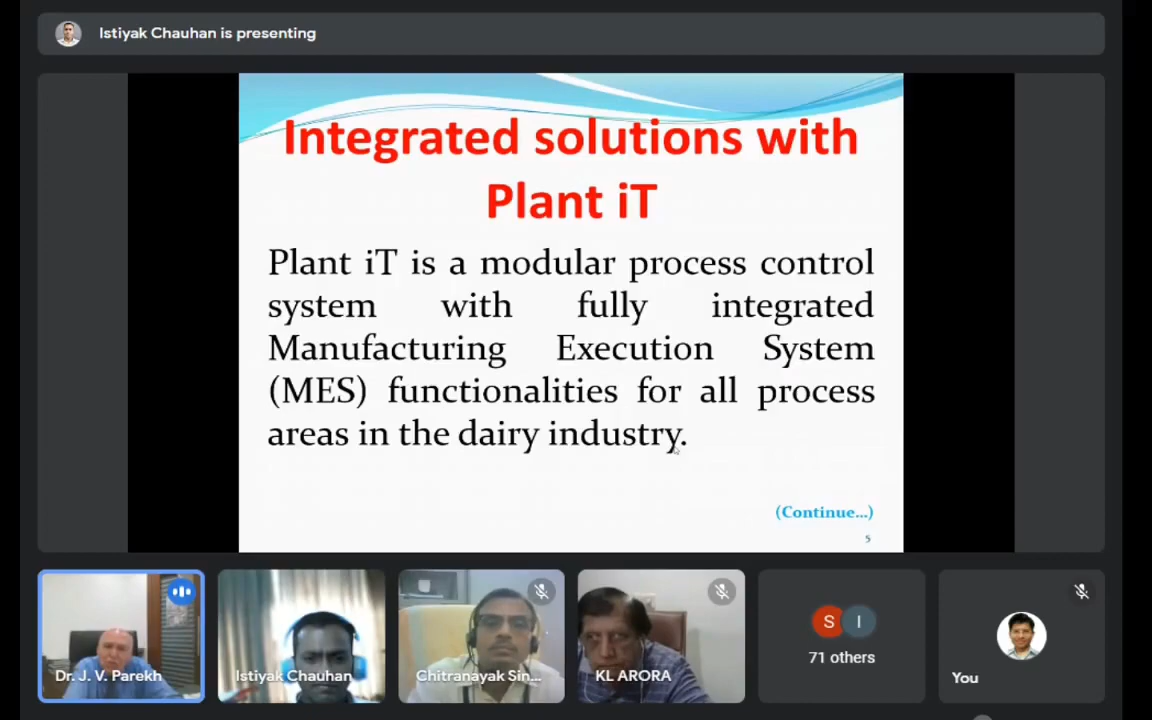 Istiyak Chauhan is presenting
Integrated solutions with
Plant iT
Plant iT is a modular process control
system with fully integrated
Manufacturing Execution System
(MES) functionalities for all process
areas in the dairy industry.
(Continue...)
5
Dr. J. V. Parekh
Istiyak Chauhan
Chitranayak Sin...
KL ARORA
S I
71 others
You